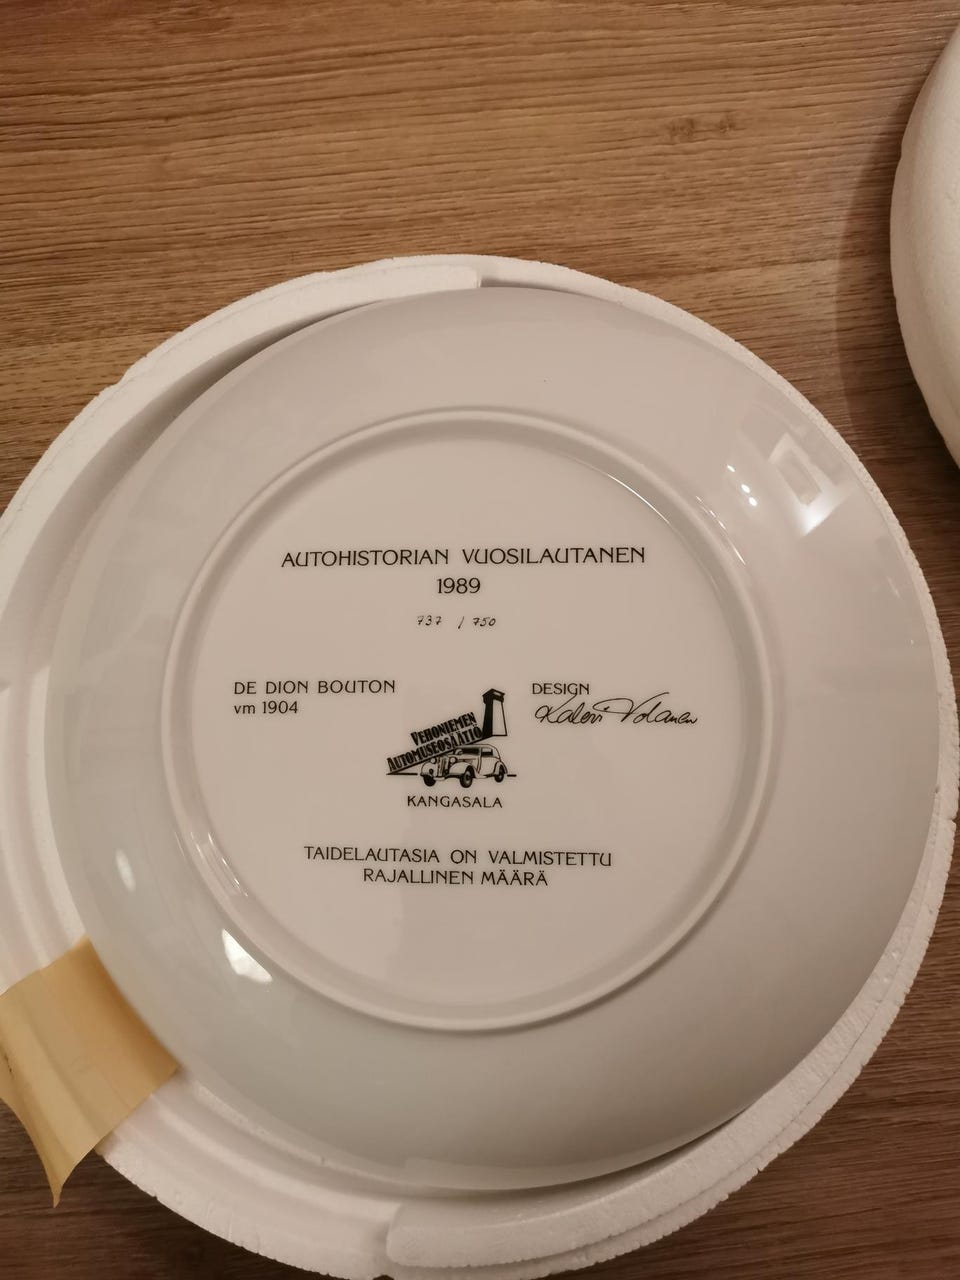 AUTOHISTORIAN VUOSILAUTANEN
1989
737 / 750
DE DION BOUTON
vm 1904
DESIGN
Kalervi Volanen
VEHONIEMEN
AUTOMUSEOSÄÄTIÖ
KANGASALA
TAIDELAUTASIA ON VALMISTETTU
RAJALLINEN MÄÄRÄ